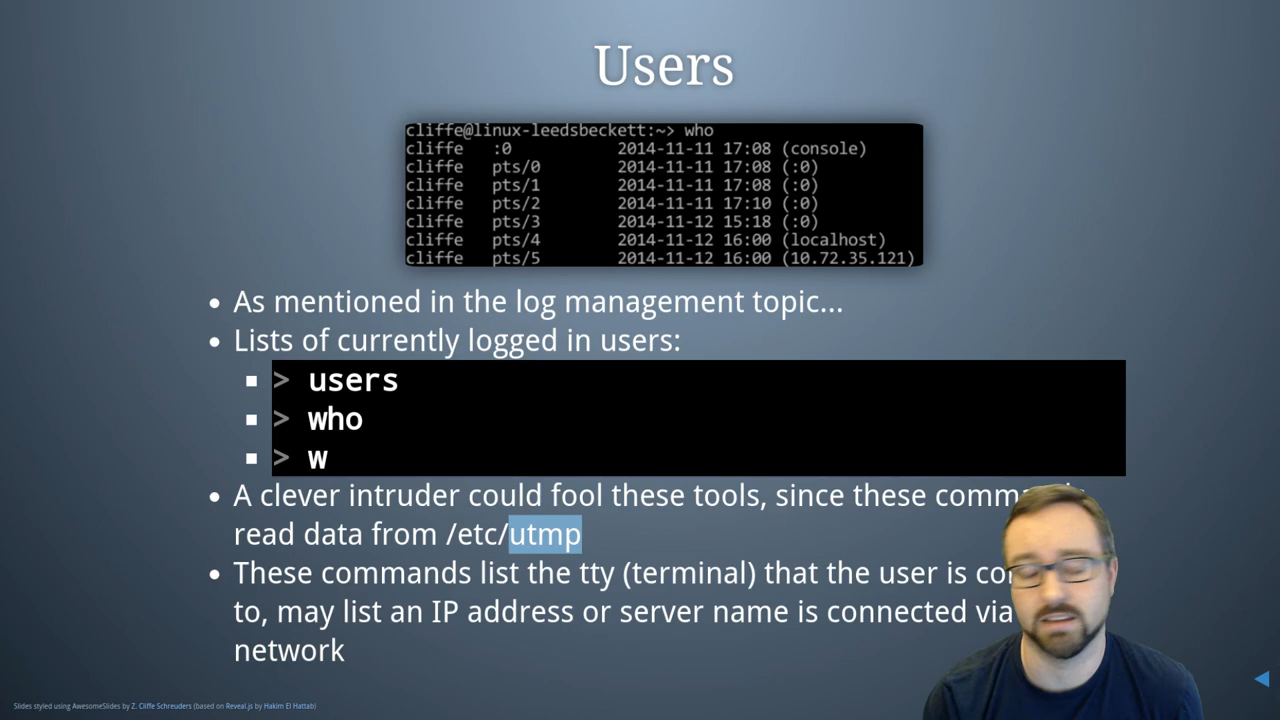 Users
cliffe@linux-leedsbeckett:~> who
cliffe :0 2014-11-11 17:08 (console)
cliffe pts/0 2014-11-11 17:08 (:0)
cliffe pts/1 2014-11-11 17:08 (:0)
cliffe pts/2 2014-11-11 17:10 (:0)
cliffe pts/3 2014-11-12 15:18 (:0)
cliffe pts/4 2014-11-12 16:00 (localhost)
cliffe pts/5 2014-11-12 16:00 (10.72.35.121)
• As mentioned in the log management topic...
• Lists of currently logged in users:
▪ > users
▪ > who
▪ > w
• A clever intruder could fool these tools, since these
read data from /etc/utmp
• These commands list the tty (terminal) that the user is
to, may list an IP address or server name is connected via
network
Slides styled using AwesomeSlides by Z. Cliffe Schreuders (based on Reveal.js by Hakim El Hattab)